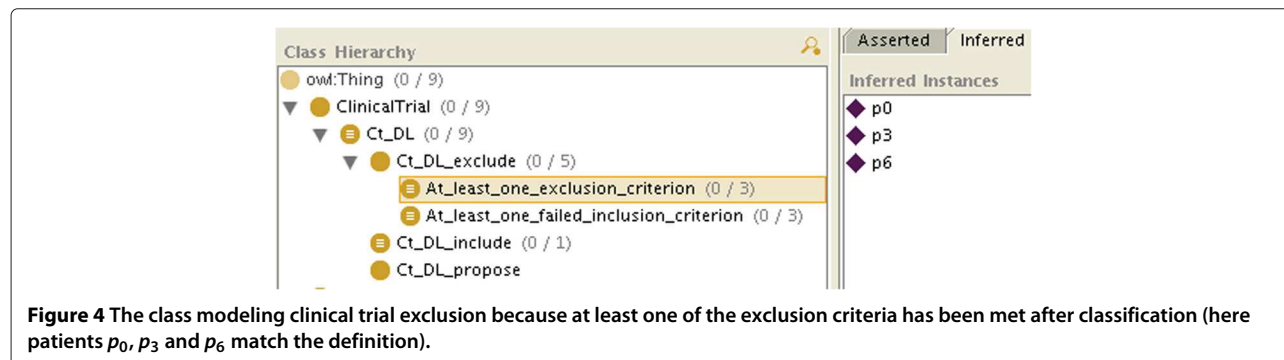 Class Hierarchy
owl:Thing (0 / 9)
ClinicalTrial (0 / 9)
Ct_DL (0 / 9)
Ct_DL_exclude (0 / 5)
At_least_one_exclusion_criterion (0 / 3)
At_least_one_failed_inclusion_criterion (0 / 3)
Ct_DL_include (0 / 1)
Ct_DL_propose
Asserted Inferred
Inferred Instances
p0
p3
p6
Figure 4 The class modeling clinical trial exclusion because at least one of the exclusion criteria has been met after classification (here
patients p0, p3 and p6 match the definition).